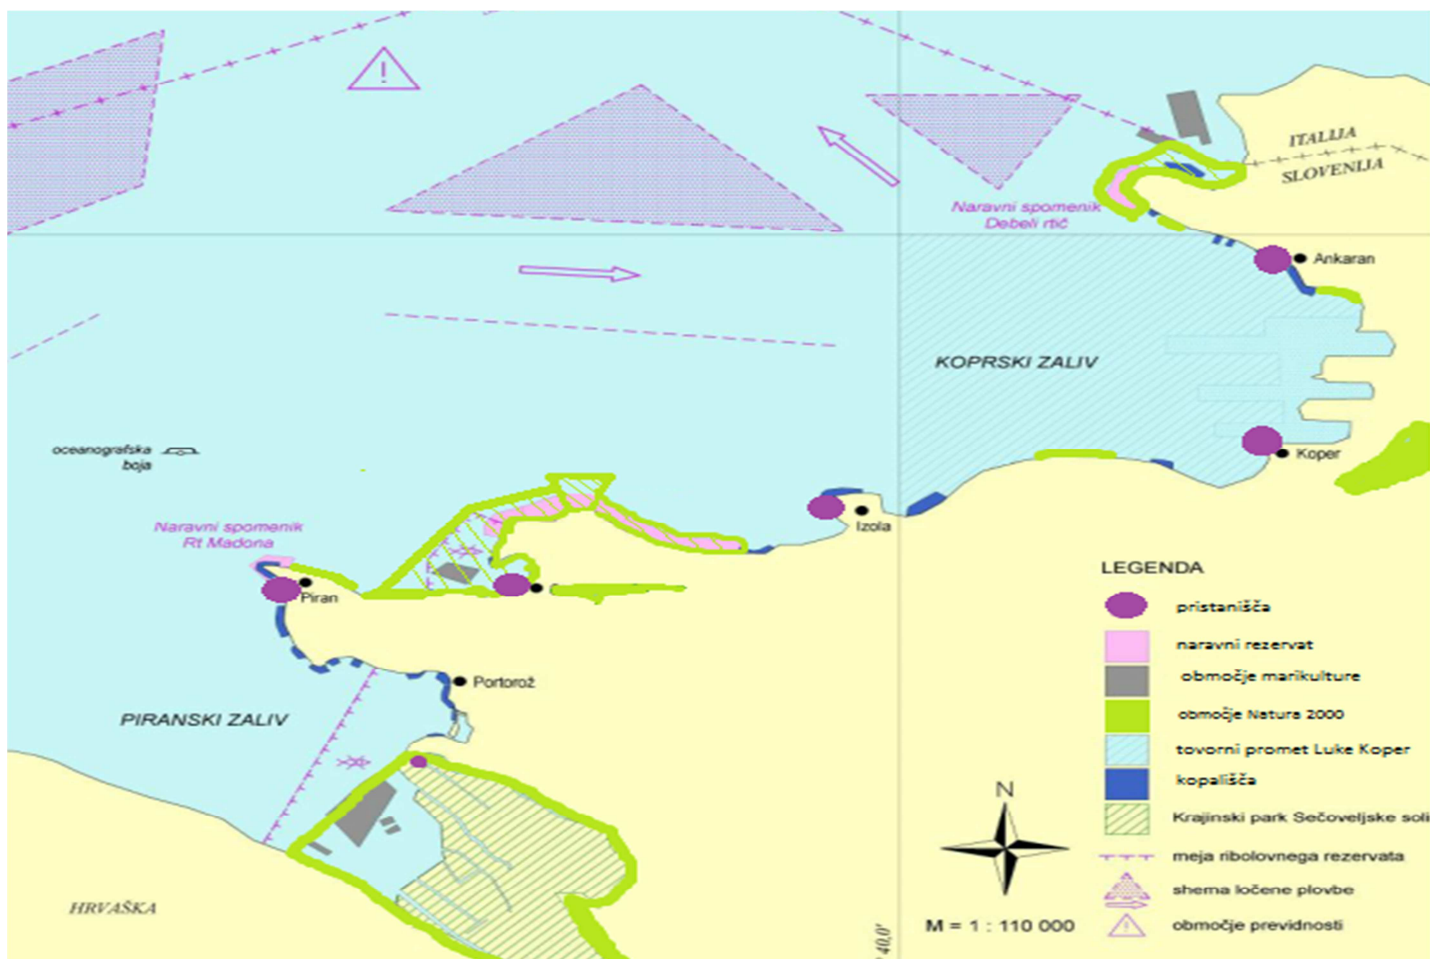 ITALIJA
SLOVENIJA
Naravni spomenik
Debeli rtič
Ankaran
KOPRSKI ZALIV
oceanografska
boja
Koper
Naravni spomenik
Rt Madona
Izola
Piran
Portorož
PIRANSKI ZALIV
HRVAŠKA
LEGENDA
pristanišča
naravni rezervat
območje marikulture
območje Natura 2000
tovorni promet Luke Koper
kopališča
Krajinski park Sečoveljske soli
meja ribolovnega rezervata
shema ločene plovbe
območje previdnosti
N
M = 1 : 110 000
40,0'